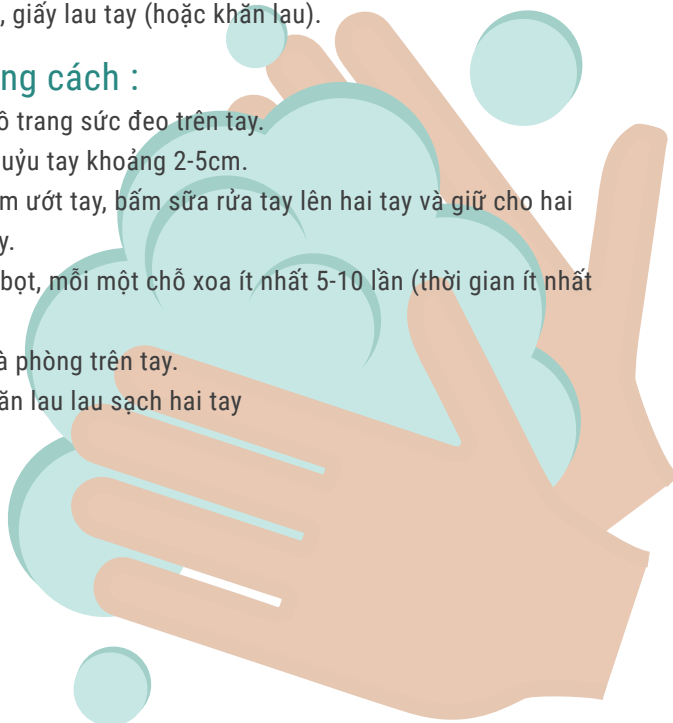 , giấy lau tay (hoặc khăn lau).
ng cách :
ồ trang sức đeo trên tay.
uỷu tay khoảng 2-5cm.
m ướt tay, bấm sữa rửa tay lên hai tay và giữ cho hai
y.
bọt, mỗi một chỗ xoa ít nhất 5-10 lần (thời gian ít nhất
à phòng trên tay.
ăn lau lau sạch hai tay